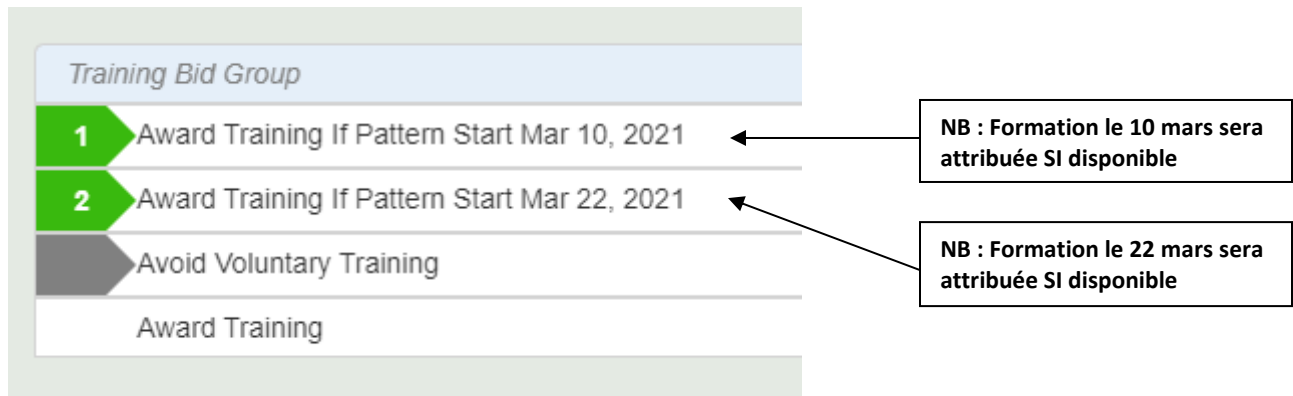 Training Bid Group
1 Award Training If Pattern Start Mar 10, 2021
NB : Formation le 10 mars sera
attribuée SI disponible
2 Award Training If Pattern Start Mar 22, 2021
NB : Formation le 22 mars sera
attribuée SI disponible
Avoid Voluntary Training
Award Training